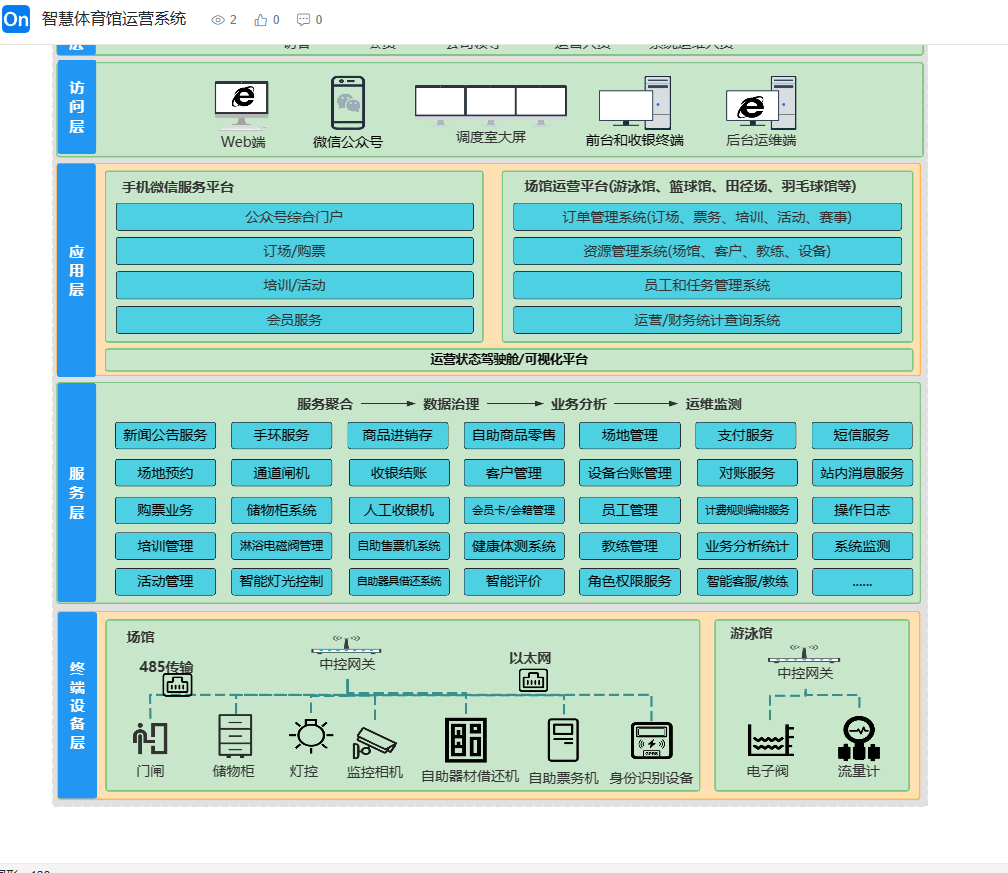 On 智慧体育馆运营系统 2 0 0
层 访客 会员 公司领导 运营人员 系统运维人员
访问层
Web端 微信公众号 调度室大屏 前台和收银终端 后台运维端
应用层
手机微信服务平台
公众号综合门户
订场/购票
培训/活动
会员服务
场馆运营平台(游泳馆、篮球馆、田径场、羽毛球馆等)
订单管理系统(订场、票务、培训、活动、赛事)
资源管理系统(场馆、客户、教练、设备)
员工和任务管理系统
运营/财务统计查询系统
运营状态驾驶舱/可视化平台
服务层
服务聚合 数据治理 业务分析 运维监测
新闻公告服务 手环服务 商品进销存 自助商品零售 场地管理 支付服务 短信服务
场地预约 通道闸机 收银结账 客户管理 设备台账管理 对账服务 站内消息服务
购票业务 储物柜系统 人工收银机 会员卡/会籍管理 员工管理 计费规则编排服务 操作日志
培训管理 淋浴电磁阀管理 自助售票机系统 健康体测系统 教练管理 业务分析统计 系统监测
活动管理 智能灯光控制 自助器具借还系统 智能评价 角色权限服务 智能客服/教练 ......
终端设备层
场馆
中控网关
485传输
以太网
门闸 储物柜 灯控 监控相机 自助器材借还机 自助票务机 身份识别设备
游泳馆
中控网关
电子阀 流量计